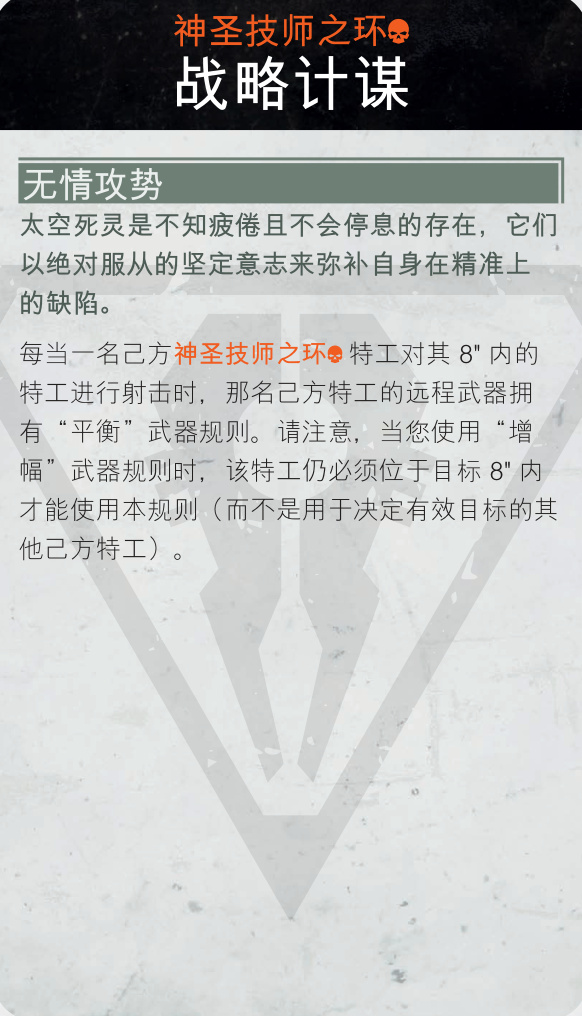 神圣技师之环
战略计谋
无情攻势
太空死灵是不知疲倦且不会停息的存在，它们
以绝对服从的坚定意志来弥补自身在精准上
的缺陷。
每当一名己方神圣技师之环 特工对其 8" 内的
特工进行射击时，那名己方特工的远程武器拥
有“平衡”武器规则。请注意，当您使用“增
幅”武器规则时，该特工仍必须位于目标 8" 内
才能使用本规则（而不是用于决定有效目标的其
他己方特工）。